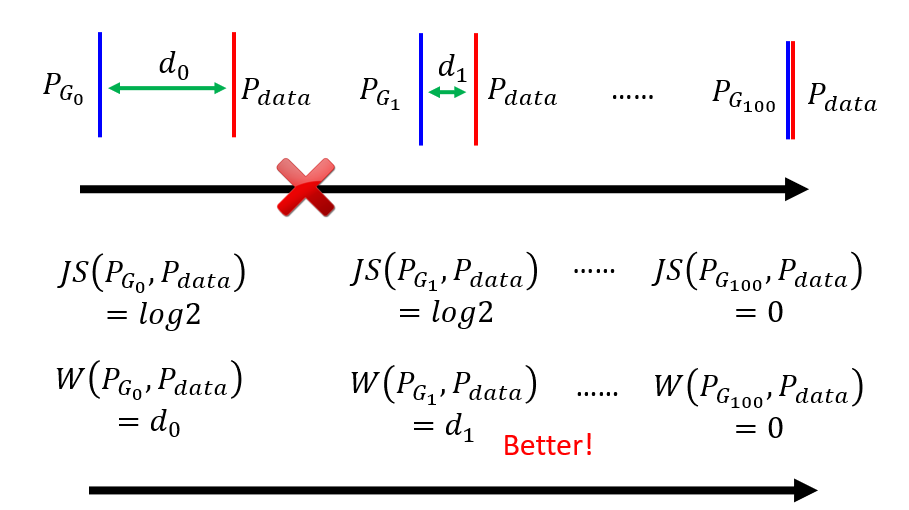 P_{G_0} d_0 P_{data} P_{G_1} d_1 P_{data} …… P_{G_{100}} P_{data}
JS(P_{G_0}, P_{data}) JS(P_{G_1}, P_{data}) …… JS(P_{G_{100}}, P_{data})
= log2 = log2 = 0
W(P_{G_0}, P_{data}) W(P_{G_1}, P_{data}) …… W(P_{G_{100}}, P_{data})
= d_0 = d_1 = 0
Better!